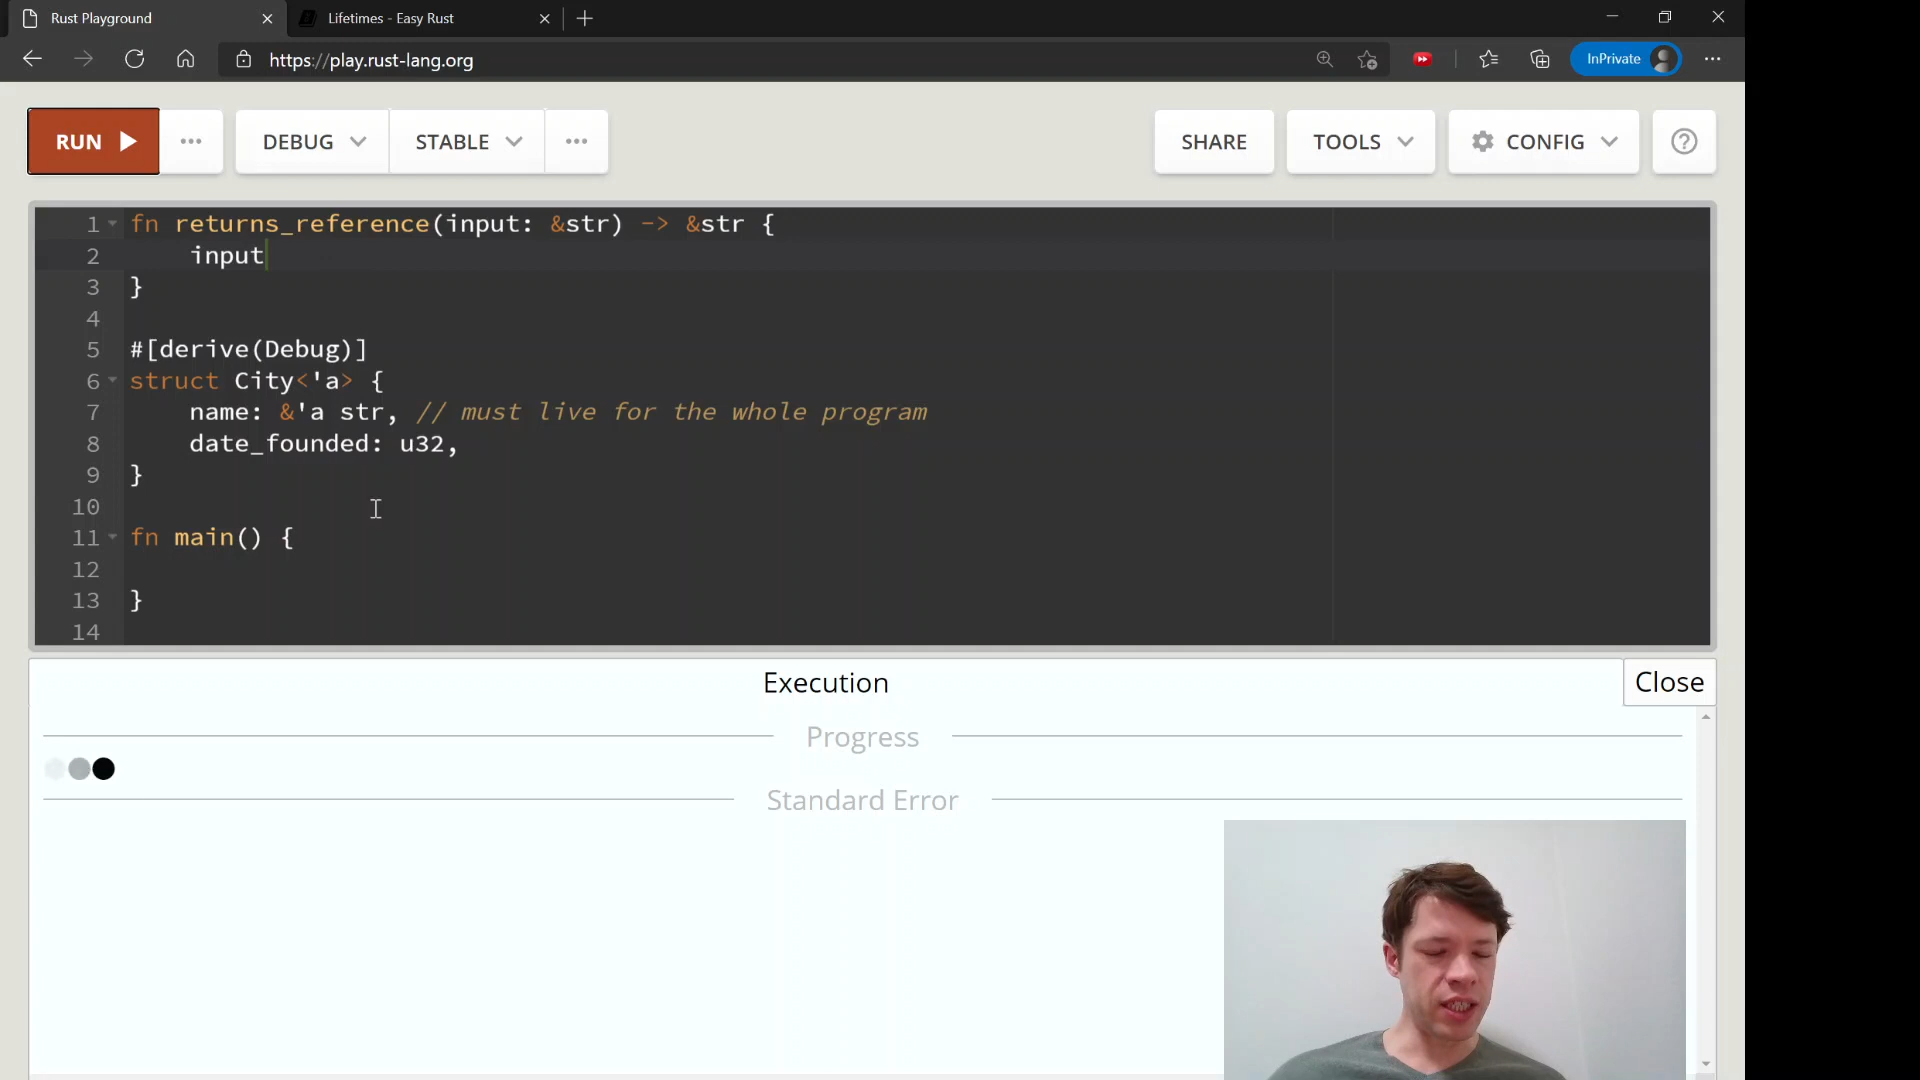 Rust Playground
Lifetimes - Easy Rust
https://play.rust-lang.org
InPrivate
RUN
DEBUG
STABLE
SHARE
TOOLS
CONFIG
1 fn returns_reference(input: &str) -> &str {
2     input
3 }
4
5 #[derive(Debug)]
6 struct City<'a> {
7     name: &'a str, // must live for the whole program
8     date_founded: u32,
9 }
10
11 fn main() {
12
13 }
14
Execution
Close
Progress
Standard Error